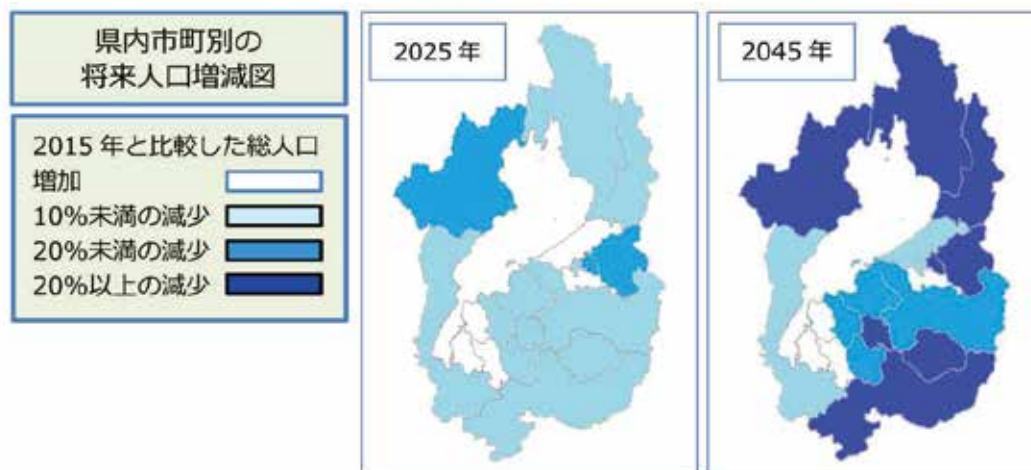 県内市町別の
将来人口増減図
2015 年と比較した総人口
増加
10%未満の減少
20%未満の減少
20%以上の減少
2025 年
2045 年